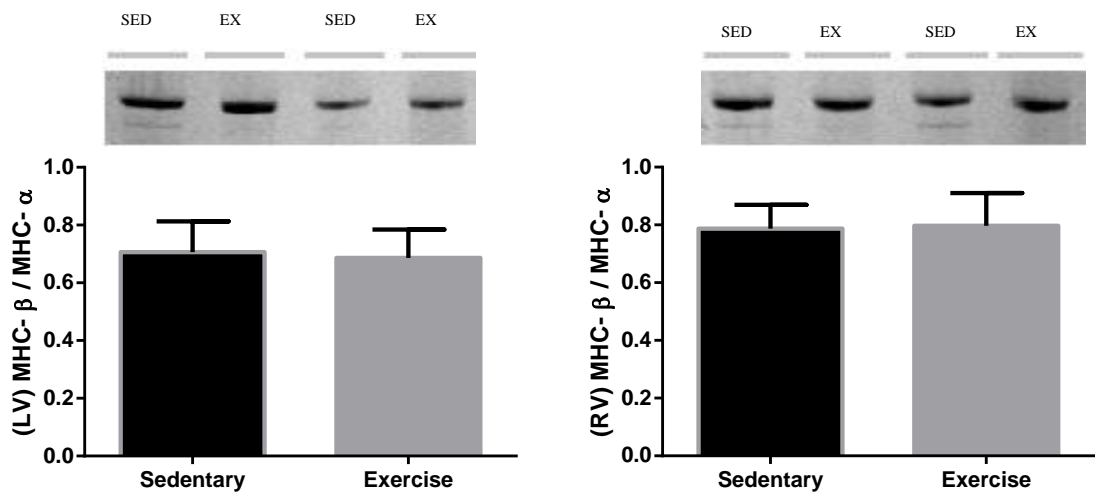 SED EX SED EX
1.0
0.8
0.6
0.4
0.2
0.0
(LV) MHC- β / MHC- α
Sedentary Exercise
SED EX SED EX
1.0
0.8
0.6
0.4
0.2
0.0
(RV) MHC- β / MHC- α
Sedentary Exercise